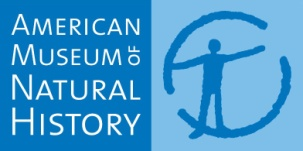 AMERICAN
MUSEUM OF
NATURAL
HISTORY